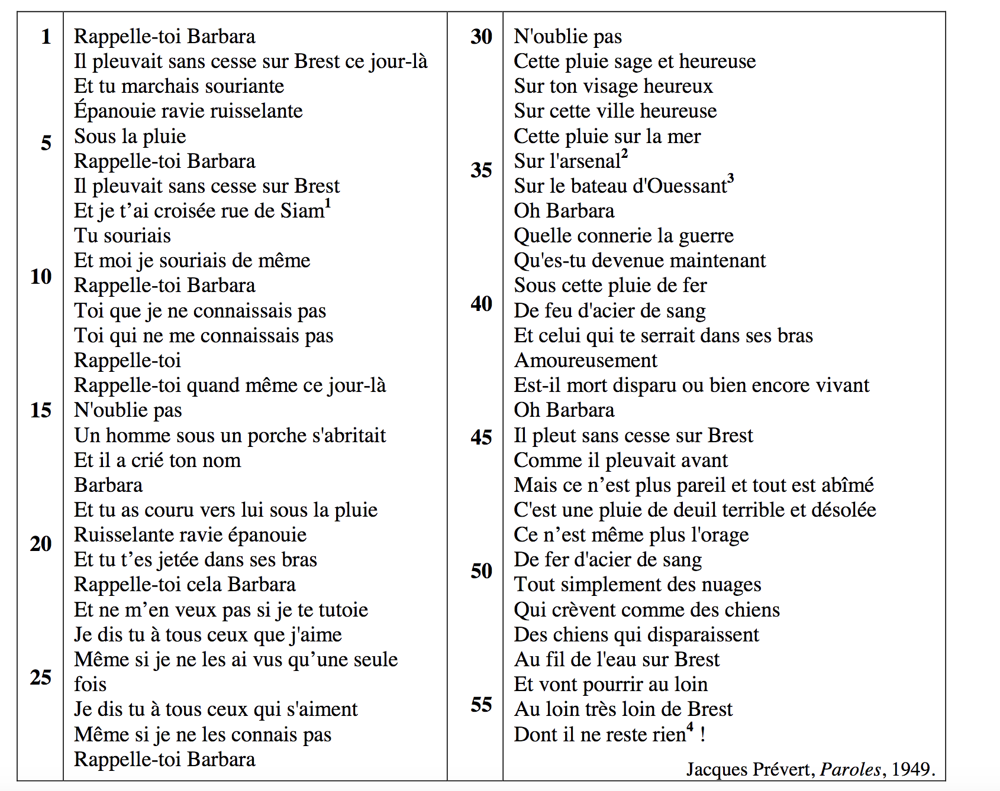 1 Rappelle-toi Barbara
Il pleuvait sans cesse sur Brest ce jour-là
Et tu marchais souriante
Épanouie ravie ruisselante
5 Sous la pluie
Rappelle-toi Barbara
Il pleuvait sans cesse sur Brest
Et je t’ai croisée rue de Siam¹
Tu souriais
Et moi je souriais de même
10 Rappelle-toi Barbara
Toi que je ne connaissais pas
Toi qui ne me connaissais pas
Rappelle-toi
Rappelle-toi quand même ce jour-là
15 N'oublie pas
Un homme sous un porche s'abritait
Et il a crié ton nom
Barbara
Et tu as couru vers lui sous la pluie
20 Ruisselante ravie épanouie
Et tu t’es jetée dans ses bras
Rappelle-toi cela Barbara
Et ne m’en veux pas si je te tutoie
Je dis tu à tous ceux que j'aime
Même si je ne les ai vus qu’une seule
25 fois
Je dis tu à tous ceux qui s'aiment
Même si je ne les connais pas
Rappelle-toi Barbara
30 N'oublie pas
Cette pluie sage et heureuse
Sur ton visage heureux
Sur cette ville heureuse
Cette pluie sur la mer
35 Sur l'arsenal²
Sur le bateau d'Ouessant³
Oh Barbara
Quelle connerie la guerre
Qu'es-tu devenue maintenant
Sous cette pluie de fer
40 De feu d'acier de sang
Et celui qui te serrait dans ses bras
Amoureusement
Est-il mort disparu ou bien encore vivant
Oh Barbara
45 Il pleut sans cesse sur Brest
Comme il pleuvait avant
Mais ce n’est plus pareil et tout est abîmé
C'est une pluie de deuil terrible et désolée
Ce n’est même plus l'orage
50 De fer d'acier de sang
Tout simplement des nuages
Qui crèvent comme des chiens
Des chiens qui disparaissent
Au fil de l'eau sur Brest
Et vont pourrir au loin
55 Au loin très loin de Brest
Dont il ne reste rien⁴ !
Jacques Prévert, Paroles, 1949.